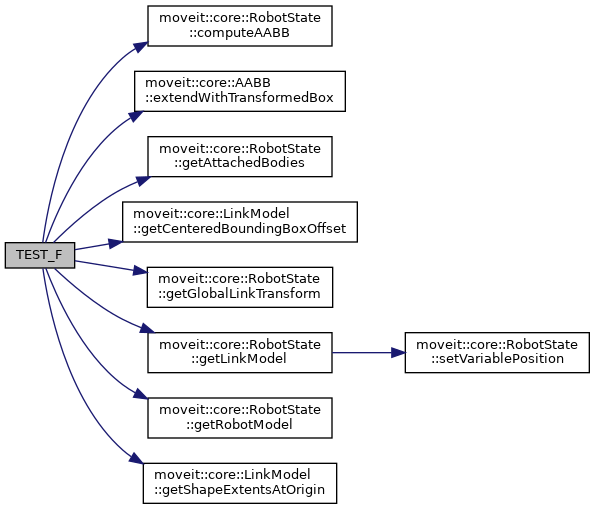 moveit::core::RobotState
::computeAABB
moveit::core::AABB
::extendWithTransformedBox
moveit::core::RobotState
::getAttachedBodies
moveit::core::LinkModel
::getCenteredBoundingBoxOffset
TEST_F
moveit::core::RobotState
::getGlobalLinkTransform
moveit::core::RobotState
::getLinkModel
moveit::core::RobotState
::setVariablePosition
moveit::core::RobotState
::getRobotModel
moveit::core::LinkModel
::getShapeExtentsAtOrigin